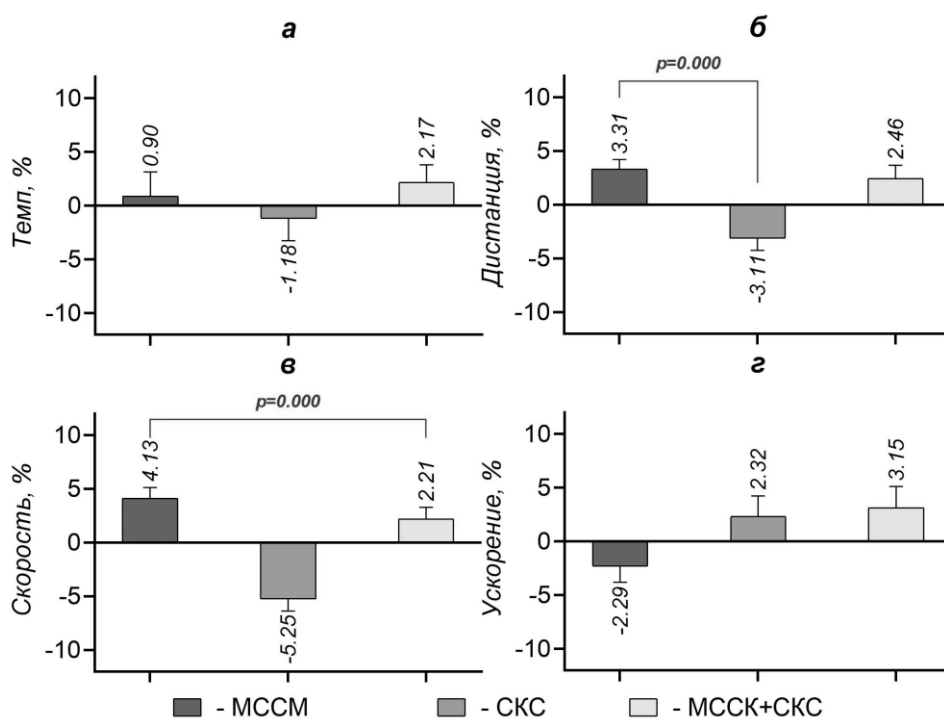 а
Темп, %
10
5
0
-5
-10
0.90
-1.18
2.17
б
Дистанция, %
10
5
0
-5
-10
p=0.000
3.31
-3.11
2.46
в
Скорость, %
10
5
0
-5
-10
p=0.000
4.13
-5.25
2.21
г
Ускорение, %
10
5
0
-5
-10
-2.29
2.32
3.15
- МССМ - СКС - МССК+СКС